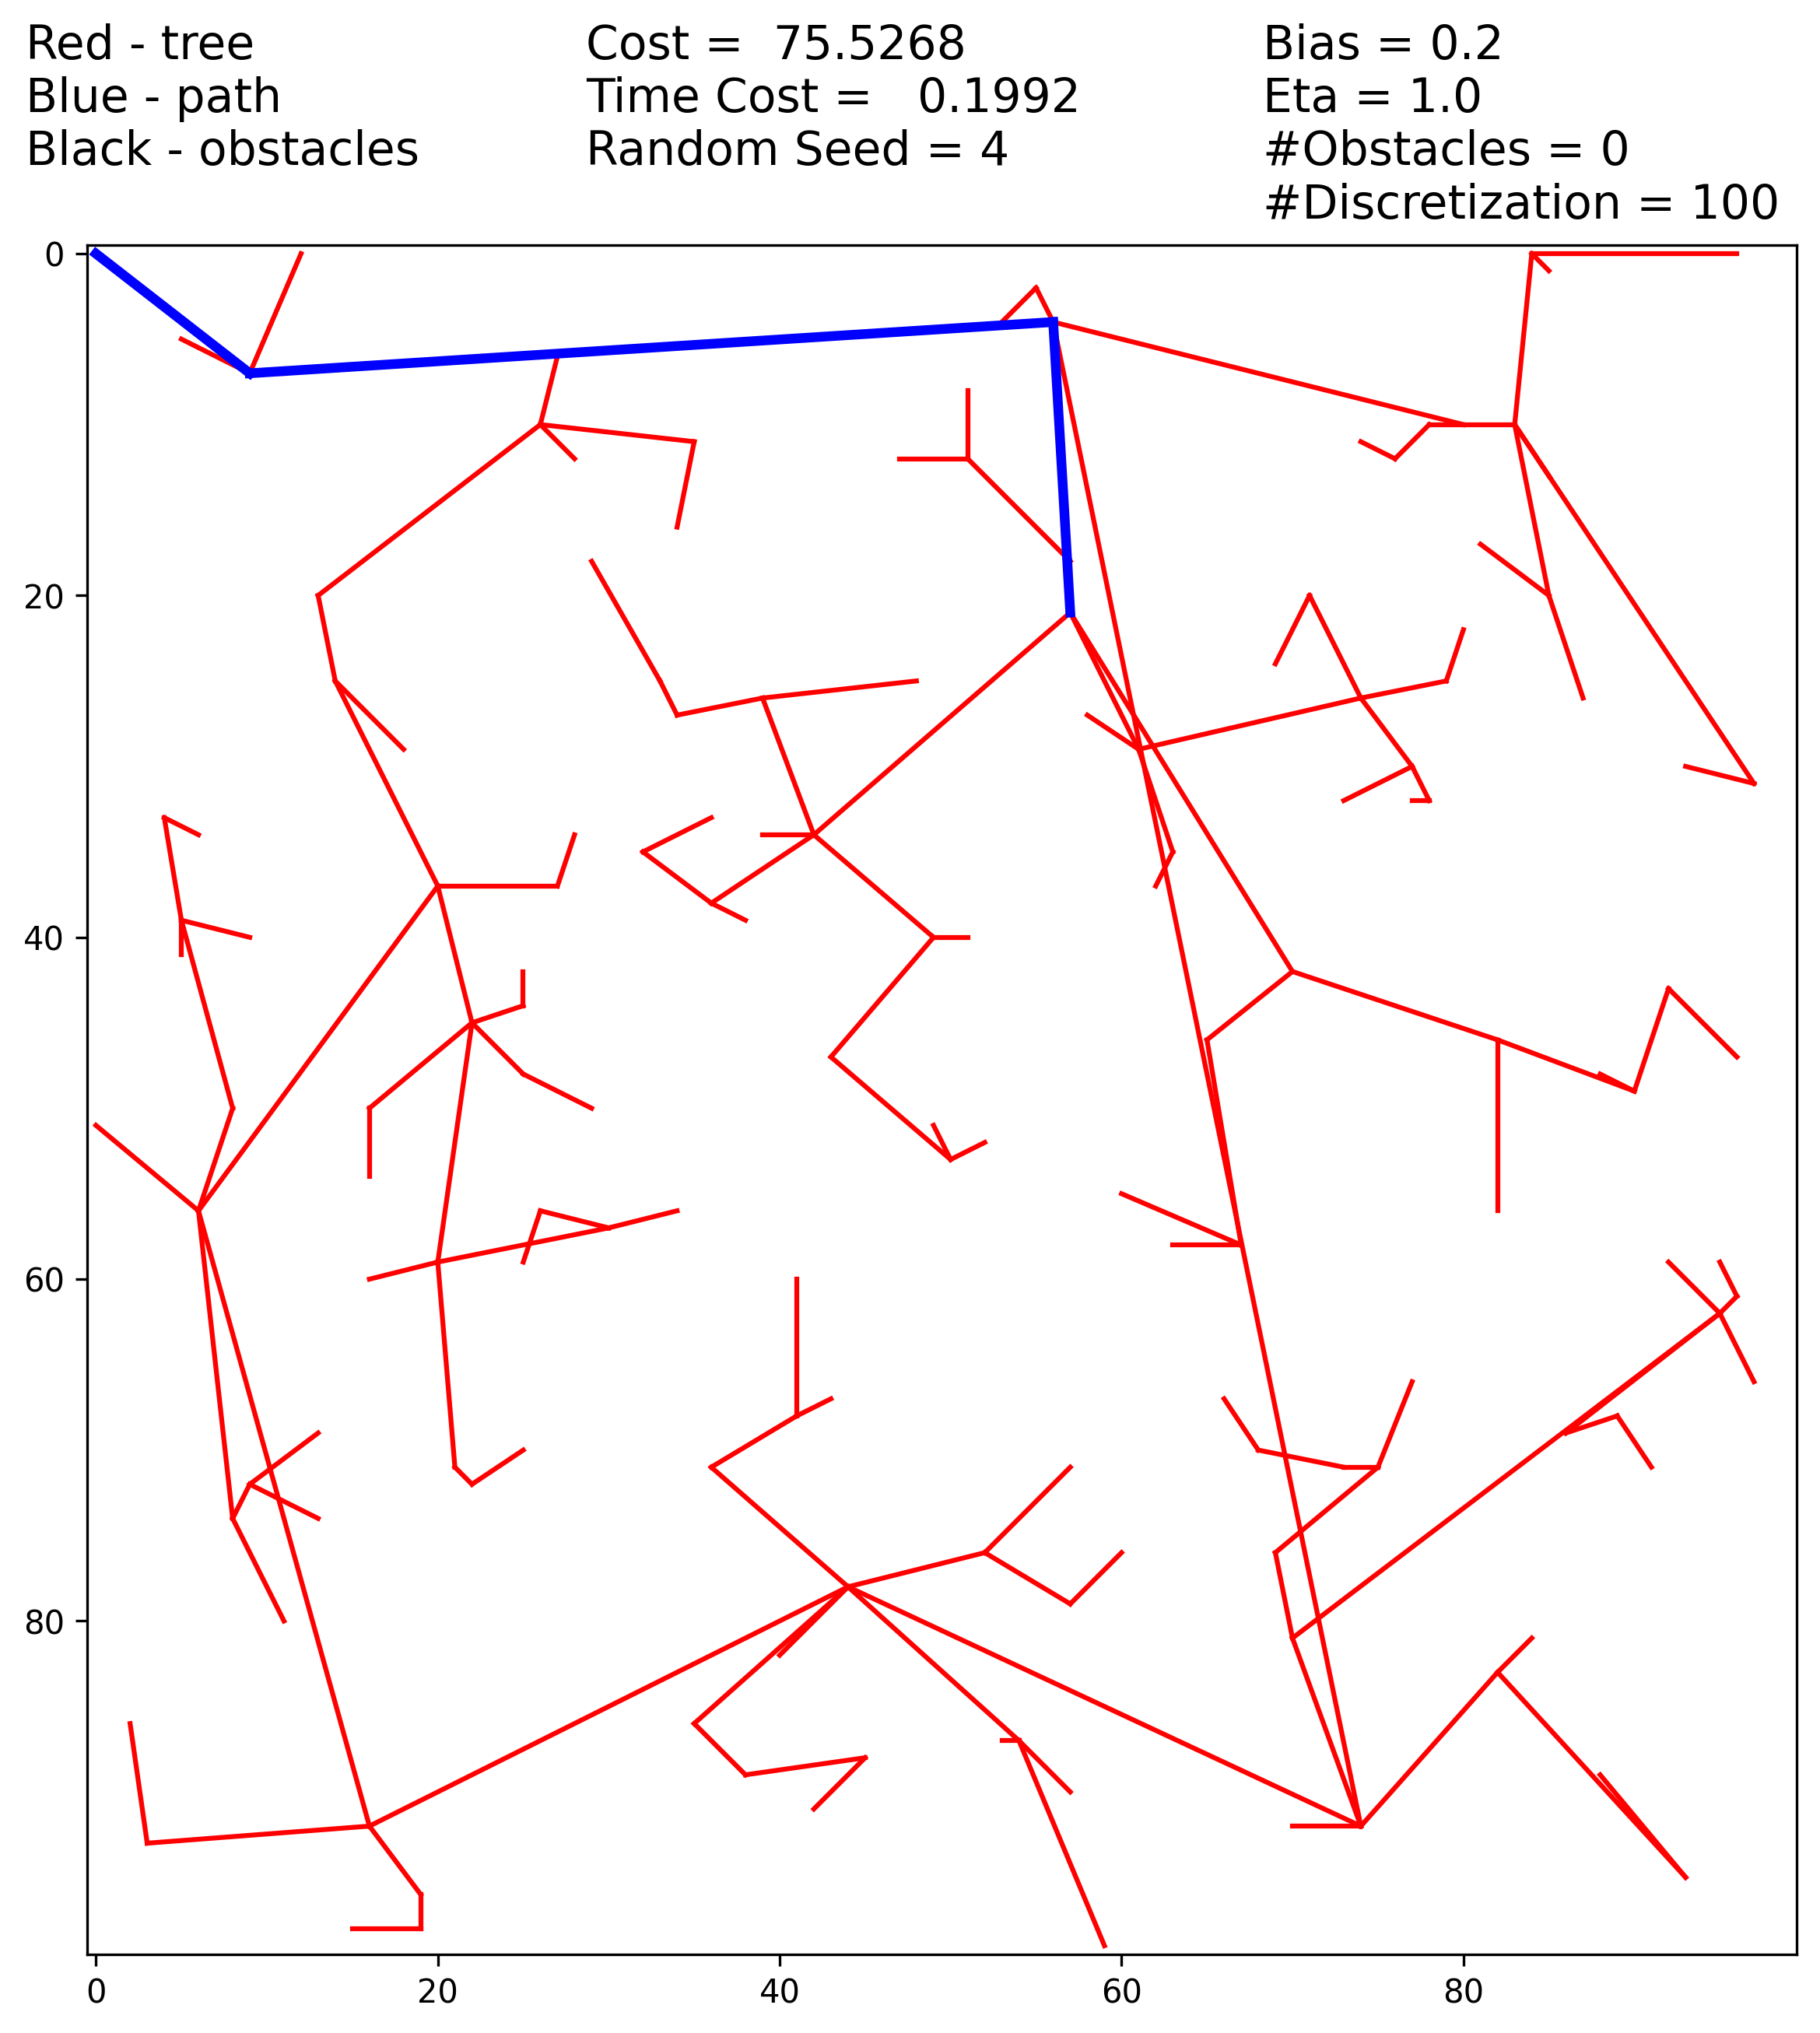 Red - tree
Blue - path
Black - obstacles
Cost =  75.5268
Time Cost =   0.1992
Random Seed = 4
Bias = 0.2
Eta = 1.0
#Obstacles = 0
#Discretization = 100
0
20
40
60
80
0
20
40
60
80